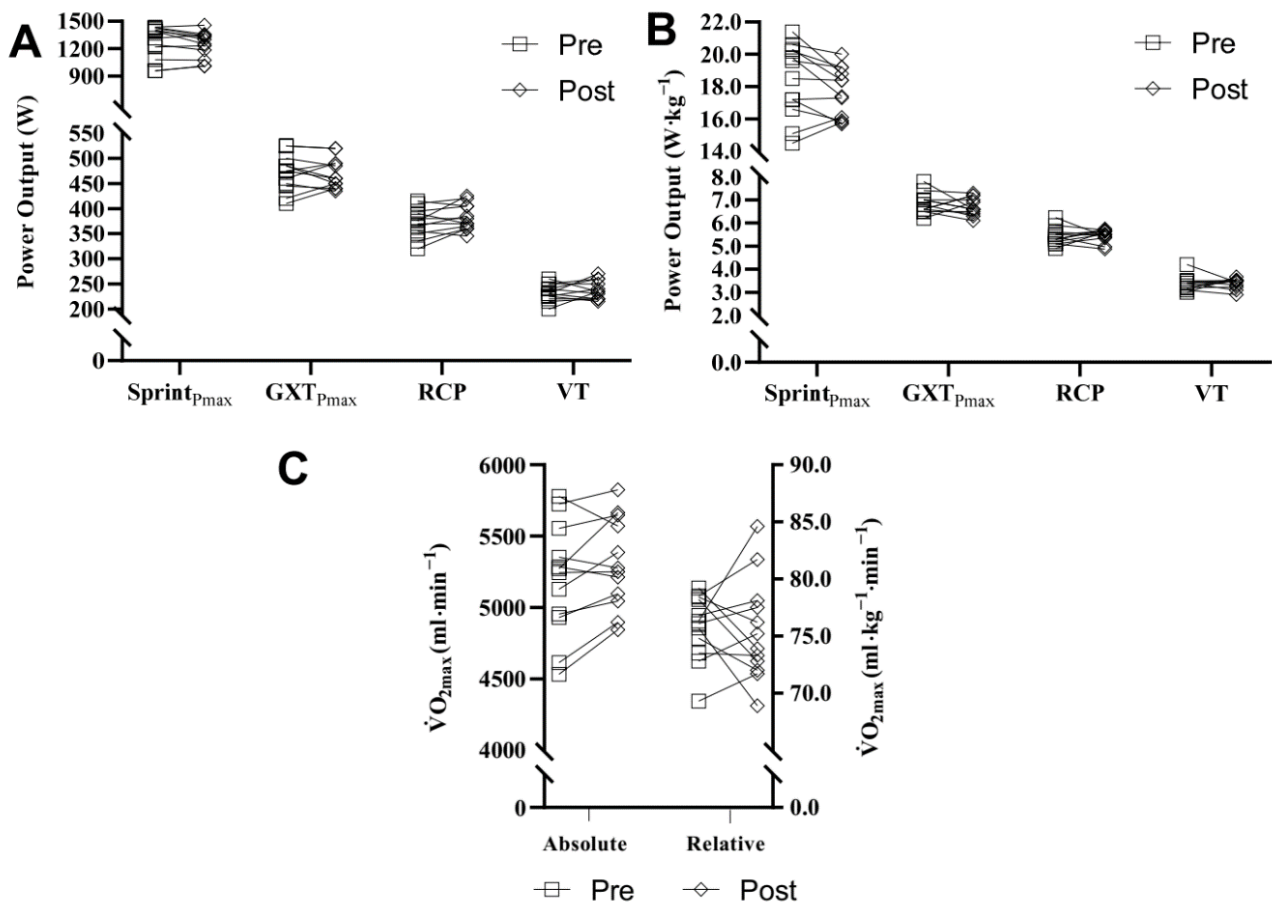 A
Power Output (W)
1500
1200
900
550
500
450
400
350
300
250
200
0
Pre
Post
SprintPmax
GXTPmax
RCP
VT
B
Power Output (W·kg−1)
22.0
20.0
18.0
16.0
14.0
8.0
7.0
6.0
5.0
4.0
3.0
2.0
0.0
Pre
Post
SprintPmax
GXTPmax
RCP
VT
C
V̇O2max (ml·min−1)
6000
5500
5000
4500
4000
0
90.0
85.0
80.0
75.0
70.0
0.0
V̇O2max (ml·kg−1·min−1)
Absolute
Relative
Pre
Post